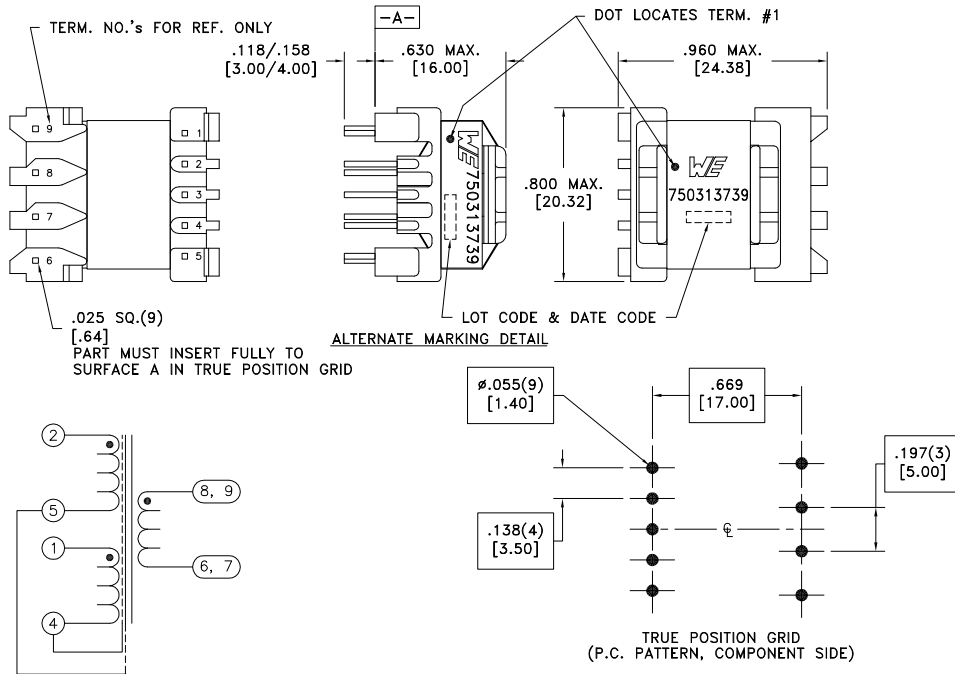 TERM. NO.'s FOR REF. ONLY
-A-
DOT LOCATES TERM. #1
.118/.158
[3.00/4.00]
.630 MAX.
[16.00]
.960 MAX.
[24.38]
9
8
7
6
1
2
3
4
5
WE 750313739
.800 MAX.
[20.32]
WE
750313739
.025 SQ.(9)
[.64]
PART MUST INSERT FULLY TO
SURFACE A IN TRUE POSITION GRID
LOT CODE & DATE CODE
ALTERNATE MARKING DETAIL
2
5
1
4
8, 9
6, 7
ø.055(9)
[1.40]
.669
[17.00]
.197(3)
[5.00]
.138(4)
[3.50]
℄
TRUE POSITION GRID
(P.C. PATTERN, COMPONENT SIDE)